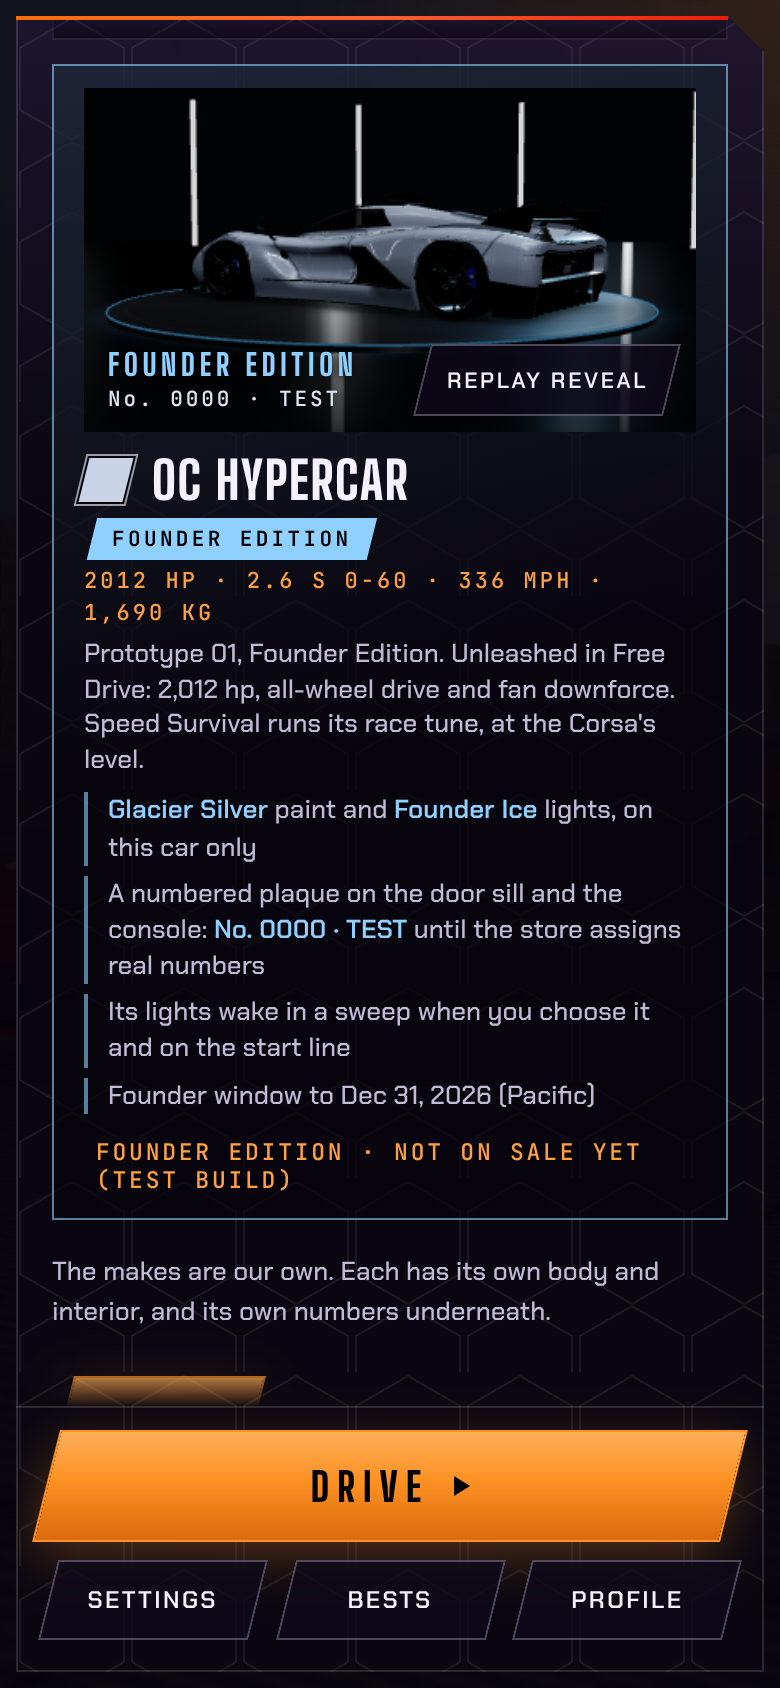 FOUNDER EDITION
No. 0000 · TEST
REPLAY REVEAL
OC HYPERCAR
FOUNDER EDITION
2012 HP · 2.6 S 0-60 · 336 MPH ·
1,690 KG
Prototype 01, Founder Edition. Unleashed in Free
Drive: 2,012 hp, all-wheel drive and fan downforce.
Speed Survival runs its race tune, at the Corsa's
level.
Glacier Silver paint and Founder Ice lights, on
this car only
A numbered plaque on the door sill and the
console: No. 0000 · TEST until the store assigns
real numbers
Its lights wake in a sweep when you choose it
and on the start line
Founder window to Dec 31, 2026 (Pacific)
FOUNDER EDITION · NOT ON SALE YET
(TEST BUILD)
The makes are our own. Each has its own body and
interior, and its own numbers underneath.
DRIVE
SETTINGS
BESTS
PROFILE